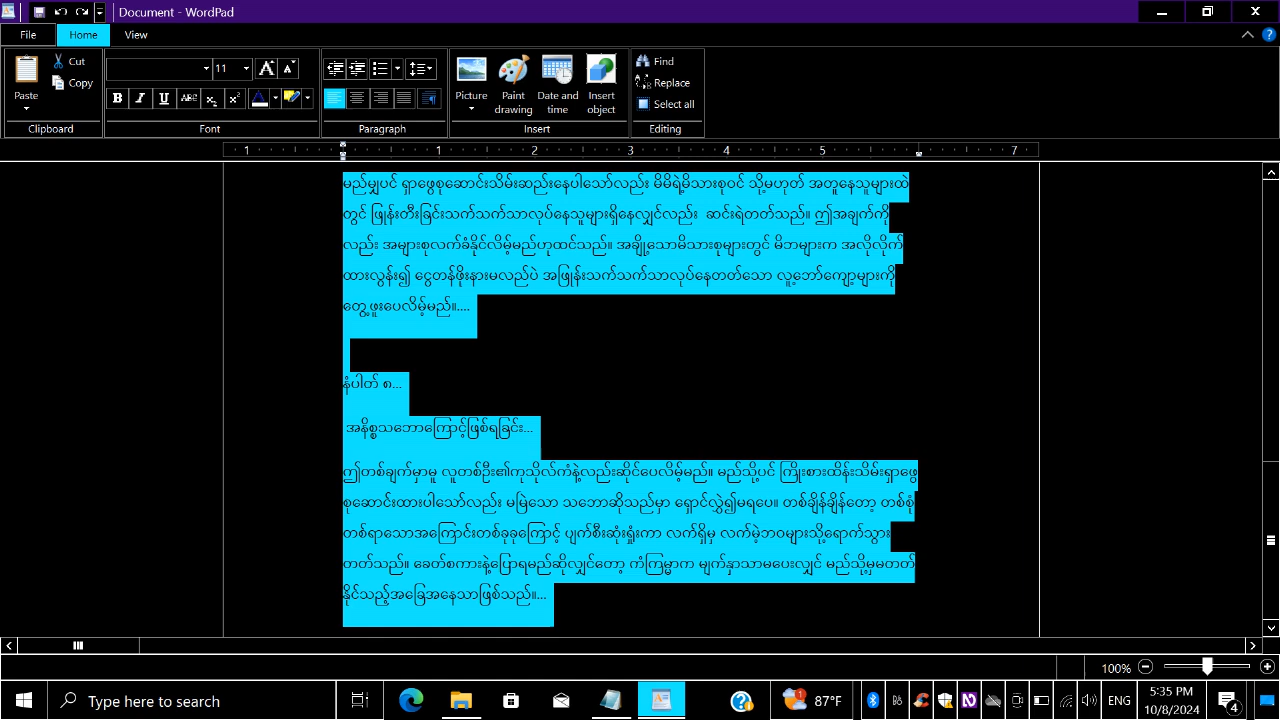 Document - WordPad
File Home View
Paste Cut Copy Clipboard
11 Font
Paragraph
Picture Paint drawing Date and time Insert object Insert
Find Replace Select all Editing
1 1 2 3 4 5 7
မည်မျှပင် ရှာဖွေစုဆောင်းသိမ်းဆည်းနေပါသော်လည်း မိမိရဲ့မိသားစုဝင် သို့မဟုတ် အတူနေသူများထဲ
တွင် ဖြုန်းတီးခြင်းသက်သက်သာလုပ်နေသူများရှိနေလျှင်လည်း  ဆင်းရဲတတ်သည်။ ဤအချက်ကို
လည်း အများစုလက်ခံနိုင်လိမ့်မည်ဟုထင်သည်။ အချို့သောမိသားစုများတွင် မိဘများက အလိုလိုက်
ထားလွန်း၍ ငွေတန်ဖိုးနားမလည်ပဲ အဖြုန်းသက်သက်သာလုပ်နေတတ်သော လူ့ဘော်ကျော့များကို
တွေ့ဖူးပေလိမ့်မည်။....
နံပါတ် ၈...
အနိစ္စသဘောကြောင့်ဖြစ်ရခြင်း...
ဤတစ်ချက်မှာမူ လူတစ်ဦး၏ကုသိုလ်ကံနဲ့လည်းဆိုင်ပေလိမ့်မည်။ မည်သို့ပင် ကြိုးစားထိန်းသိမ်းရှာဖွေ
စုဆောင်းထားပါသော်လည်း မမြဲသော သဘောဆိုသည်မှာ ရှောင်လွှဲ၍မရပေ။ တစ်ချိန်ချိန်တော့ တစ်စုံ
တစ်ရာသောအကြောင်းတစ်ခုခုကြောင့် ပျက်စီးဆုံးရှုံးကာ လက်ရှိမှ လက်မဲ့ဘဝများသို့ရောက်သွား
တတ်သည်။ ခေတ်စကားနဲ့ပြောရမည်ဆိုလျှင်တော့ ကံကြမ္မာက မျက်နှာသာမပေးလျှင် မည်သို့မှမတတ်
နိုင်သည့်အခြေအနေသာဖြစ်သည်။...
100%
Type here to search 87°F ENG 5:35 PM 10/8/2024 4